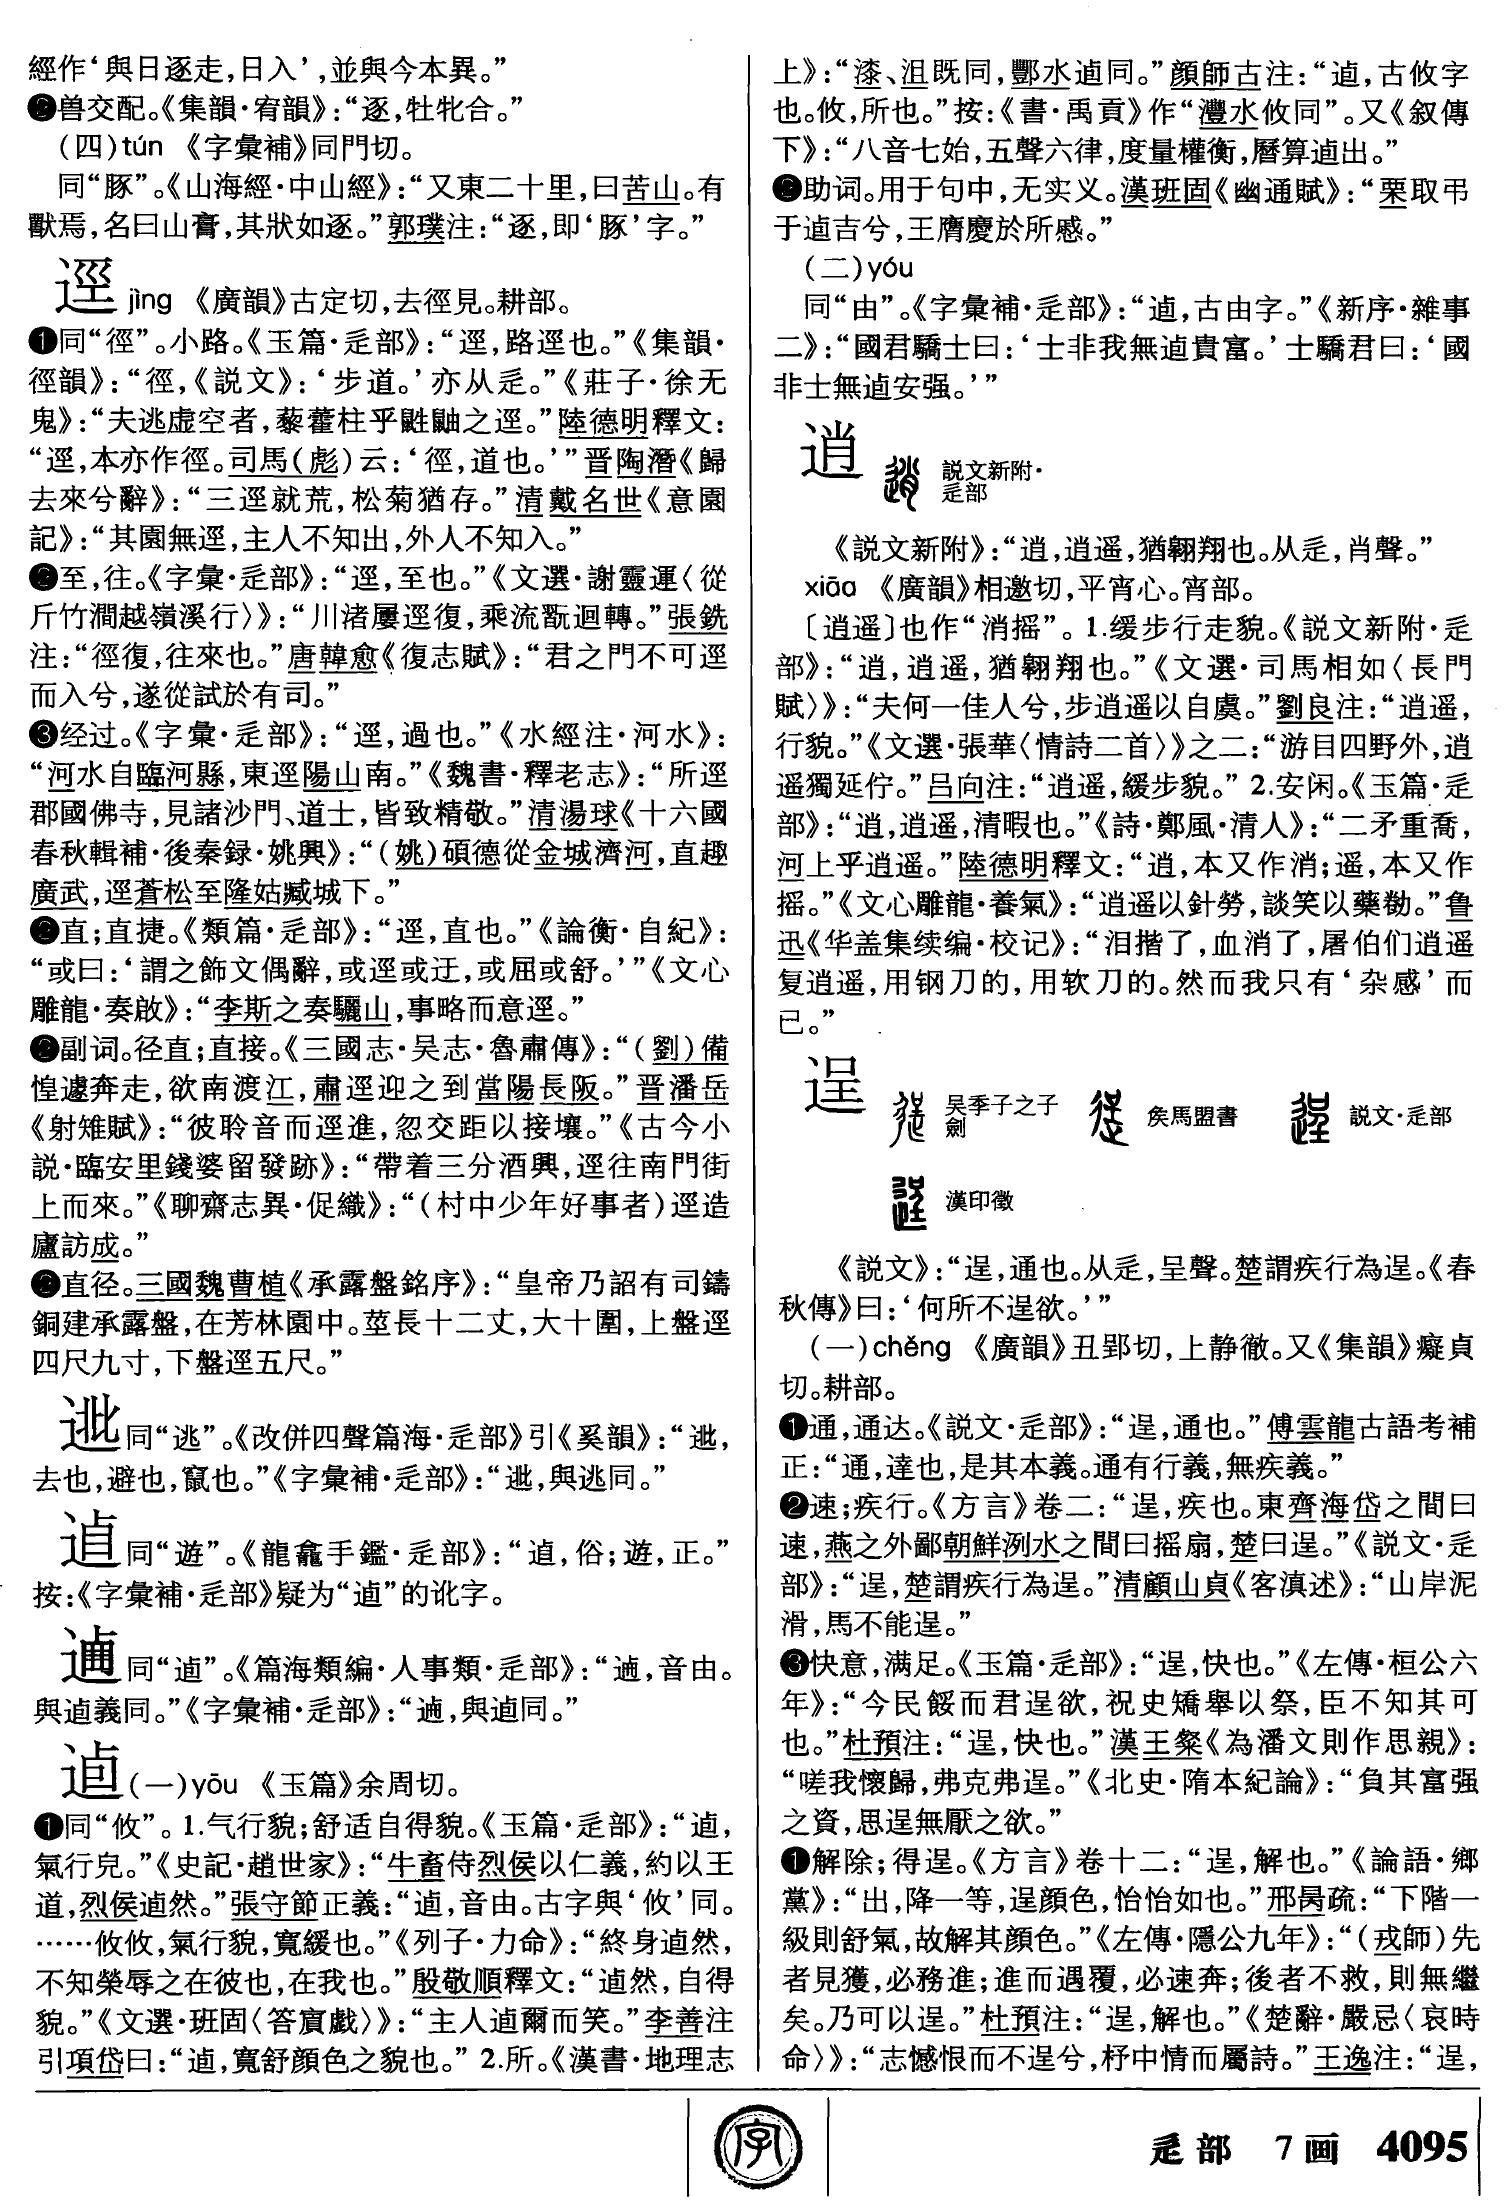 經作‘與日逐走,日入’,並與今本異。”
❷兽交配。《集韻·宥韻》:“逐,牡牝合。”
(四)tún 《字彙補》同門切。
同“豚”。《山海經·中山經》:“又東二十里,曰苦山。有
獸焉,名曰山膏,其狀如逐。”郭璞注:“逐,即‘豚’字。”
逕 jìng 《廣韻》古定切,去徑見。耕部。
❶同“徑”。小路。《玉篇·辵部》:“逕,路逕也。”《集韻·
徑韻》:“徑,《説文》:‘步道。’亦从辵。”《莊子·徐无
鬼》:“夫逃虚空者,藜藿柱乎鼪鼬之逕。”陸德明釋文:
“逕,本亦作徑。司馬(彪)云:‘徑,道也。’”晋陶潛《歸
去來兮辭》:“三逕就荒,松菊猶存。”清戴名世《意園
記》:“其園無逕,主人不知出,外人不知入。”
❷至,往。《字彙·辵部》:“逕,至也。”《文選·謝靈運〈從
斤竹澗越嶺溪行〉》:“川渚屢逕復,乘流翫迴轉。”張銑
注:“徑復,往來也。”唐韓愈《復志賦》:“君之門不可逕
而入兮,遂從試於有司。”
❸经过。《字彙·辵部》:“逕,過也。”《水經注·河水》:
“河水自臨河縣,東逕陽山南。”《魏書·釋老志》:“所逕
郡國佛寺,見諸沙門、道士,皆致精敬。”清湯球《十六國
春秋輯補·後秦録·姚興》:“(姚)碩德從金城濟河,直趣
廣武,逕蒼松至隆姑臧城下。”
❷直;直捷。《類篇·辵部》:“逕,直也。”《論衡·自紀》:
“或曰:‘謂之飾文偶辭,或逕或迂,或屈或舒。’”《文心
雕龍·奏啟》:“李斯之奏驪山,事略而意逕。”
❷副词。径直;直接。《三國志·吴志·魯肅傳》:“(劉)備
惶遽奔走,欲南渡江,肅逕迎之到當陽長阪。”晋潘岳
《射雉賦》:“彼聆音而逕進,忽交距以接壤。”《古今小
説·臨安里錢婆留發跡》:“帶着三分酒興,逕往南門街
上而來。”《聊齋志異·促織》:“(村中少年好事者)逕造
廬訪成。”
❷直径。三國魏曹植《承露盤銘序》:“皇帝乃詔有司鑄
銅建承露盤,在芳林園中。莖長十二丈,大十圍,上盤逕
四尺九寸,下盤逕五尺。”
逊同“逃”。《改併四聲篇海·辵部》引《奚韻》:“,
去也,避也,竄也。”《字彙補·辵部》:“,與逃同。”
同“遊”。《龍龕手鑑·辵部》:“,俗;遊,正。”
按:《字彙補·辵部》疑为“逌”的讹字。
同“逌”。《篇海類編·人事類·辵部》:“,音由。
與逌義同。”《字彙補·辵部》:“,與逌同。”
逌(一)yōu 《玉篇》余周切。
❶同“攸”。1.气行貌;舒适自得貌。《玉篇·辵部》:“逌,
氣行皃。”《史記·趙世家》:“牛畜侍烈侯以仁義,約以王
道,烈侯逌然。”張守節正義:“逌,音由。古字與‘攸’同。
……攸攸,氣行貌,寬緩也。”《列子·力命》:“終身逌然,
不知榮辱之在彼也,在我也。”殷敬順釋文:“逌然,自得
貌。”《文選·班固〈答賓戯〉》:“主人逌爾而笑。”李善注
引項岱曰:“逌,寬舒顔色之貌也。” 2.所。《漢書·地理志
上》:“漆、沮既同,酆水逌同。”顔師古注:“逌,古攸字
也。攸,所也。”按:《書·禹貢》作“灃水攸同”。又《叙傳
下》:“八音七始,五聲六律,度量權衡,曆算逌出。”
❷助词。用于句中,无实义。漢班固《幽通賦》:“栗取弔
于逌吉兮,王膺慶於所慼。”
(二)yóu
同“由”。《字彙補·辵部》:“逌,古由字。”《新序·雜事
二》:“國君驕士曰:‘士非我無逌貴富。’士驕君曰:‘國
非士無逌安强。’”
逍 説文新附·
辵部
《説文新附》:“逍,逍遥,猶翱翔也。从辵,肖聲。”
xiāo 《廣韻》相邀切,平宵心。宵部。
〔逍遥〕也作“消摇”。1.缓步行走貌。《説文新附·辵
部》:“逍,逍遥,猶翱翔也。”《文選·司馬相如〈長門
賦〉》:“夫何一佳人兮,步逍遥以自虞。”劉良注:“逍遥,
行貌。”《文選·張華〈情詩二首〉》之二:“游目四野外,逍
遥獨延佇。”吕向注:“逍遥,緩步貌。” 2.安闲。《玉篇·辵
部》:“逍,逍遥,清暇也。”《詩·鄭風·清人》:“二矛重喬,
河上乎逍遥。”陸德明釋文:“逍,本又作消;遥,本又作
摇。”《文心雕龍·養氣》:“逍遥以針勞,談笑以藥勌。”鲁
迅《华盖集续编·校记》:“泪揩了,血消了,屠伯们逍遥
复逍遥,用钢刀的,用软刀的。然而我只有‘杂感’而
已。”
逞 吴季子之子
劍 矦馬盟書 説文·辵部
漢印徵
《説文》:“逞,通也。从辵,呈聲。楚謂疾行為逞。《春
秋傳》曰:‘何所不逞欲。’”
(一)chěng 《廣韻》丑郢切,上静徹。又《集韻》癡貞
切。耕部。
❶通,通达。《説文·辵部》:“逞,通也。”傅雲龍古語考補
正:“通,達也,是其本義。通有行義,無疾義。”
❷速;疾行。《方言》卷二:“逞,疾也。東齊海岱之間曰
速,燕之外鄙朝鮮洌水之間曰摇扇,楚曰逞。”《説文·辵
部》:“逞,楚謂疾行為逞。”清顧山貞《客滇述》:“山岸泥
滑,馬不能逞。”
❸快意,满足。《玉篇·辵部》:“逞,快也。”《左傳·桓公六
年》:“今民餒而君逞欲,祝史矯舉以祭,臣不知其可
也。”杜預注:“逞,快也。”漢王粲《為潘文則作思親》:
“嗟我懷歸,弗克弗逞。”《北史·隋本紀論》:“負其富强
之資,思逞無厭之欲。”
❶解除;得逞。《方言》卷十二:“逞,解也。”《論語·鄉
黨》:“出,降一等,逞顔色,怡怡如也。”邢昺疏:“下階一
級則舒氣,故解其顔色。”《左傳·隱公九年》:“(戎師)先
者見獲,必務進;進而遇覆,必速奔;後者不救,則無繼
矣。乃可以逞。”杜預注:“逞,解也。”《楚辭·嚴忌〈哀時
命〉》:“志憾恨而不逞兮,杼中情而屬詩。”王逸注:“逞,
字
辵部 7画 4095